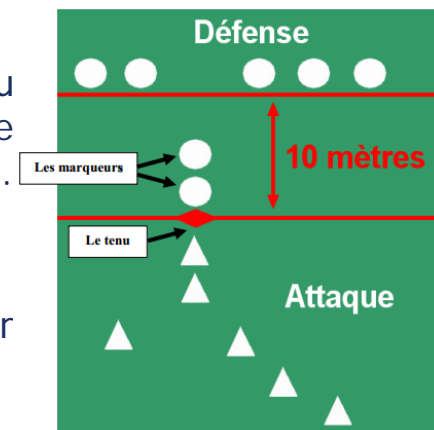 Défense
u
e
.
Les marqueurs
10 mètres
Le tenu
Attaque
r